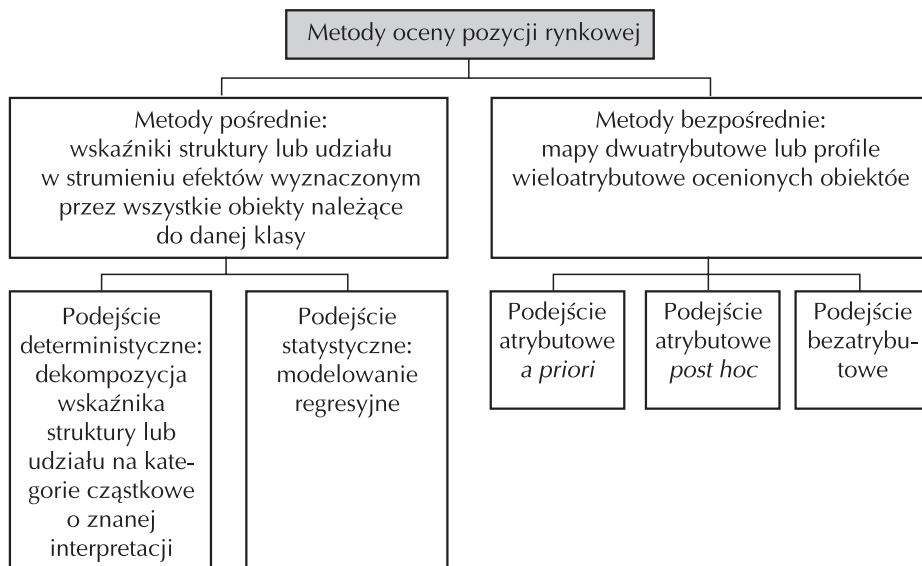 Metody oceny pozycji rynkowej
Metody pośrednie:
wskaźniki struktury lub udziału
w strumieniu efektów wyznaczonym
przez wszystkie obiekty należące
do danej klasy
Metody bezpośrednie:
mapy dwuatrybutowe lub profile
wieloatrybutowe ocenionych obiektóe
Podejście
deterministyczne:
dekompozycja
wskaźnika
struktury lub
udziału na kate-
gorie cząstkowe
o znanej
interpretacji
Podejście
statystyczne:
modelowanie
regresyjne
Podejście
atrybutowe
a priori
Podejście
atrybutowe
post hoc
Podejście
bezatrybu-
towe